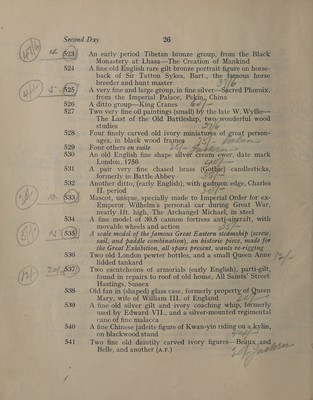 Second Day 26
523 An early period Tibetan bronze group, from the Black
Monastery at Lhasa—The Creation of Mankind
524 A fine old English rare gilt bronze portrait figure on horse-
back of Sir Tatton Sykes, Bart., the famous horse
breeder and hunt master 27/6
525 A very fine and large group, in fine silver—Sacred Phœnix,
from the Imperial Palace, Pekin, China
526 A ditto group—King Cranes
527 Two very fine oil paintings (small) by the late W. Wyllie—
The Last of the Old Battleship, two wonderful wood
studies 27/6
528 Four finely carved old ivory miniatures of great person-
ages, in black wood frames 25/-
529 Four others en suite
530 An old English fine shape silver cream ewer, date mark
London, 1756
531 A pair very fine chased brass (Gothic) candlesticks,
formerly in Battle Abbey
532 Another ditto, (early English), with gadroon edge, Charles
II. period
533 Mascot, unique, specially made to Imperial Order for ex-
Emperor Wilhelm's personal car during Great War,
nearly 1ft. high, The Archangel Michael, in steel
534 A fine model of 30.5 cannon fortress anti-aircraft, with
movable wheels and action
535 A scale model of the famous Great Eastern steamship (screw,
sail, and paddle combination), an historic piece, made for
the Great Exhibition, all spars present, wants re-rigging
536 Two old London pewter bottles, and a small Queen Anne
lidded tankard
537 Two escutcheons of armorials (early English), parti-gilt,
found in repairs to roof of old home, All Saints' Street
Hastings, Sussex
538 Old fan in (shaped) glass case, formerly property of Queen
Mary, wife of William III. of England
539 A fine old silver gilt and ivory coaching whip, formerly
used by Edward VII., and a silver-mounted regimental
cane of fine malacca
540 A fine Chinese jadeite figure of Kwan-yin riding on a kylin,
on blackwood stand
541 Two fine old daintily carved ivory figures—Beaux and
Belle, and another (A.F.)